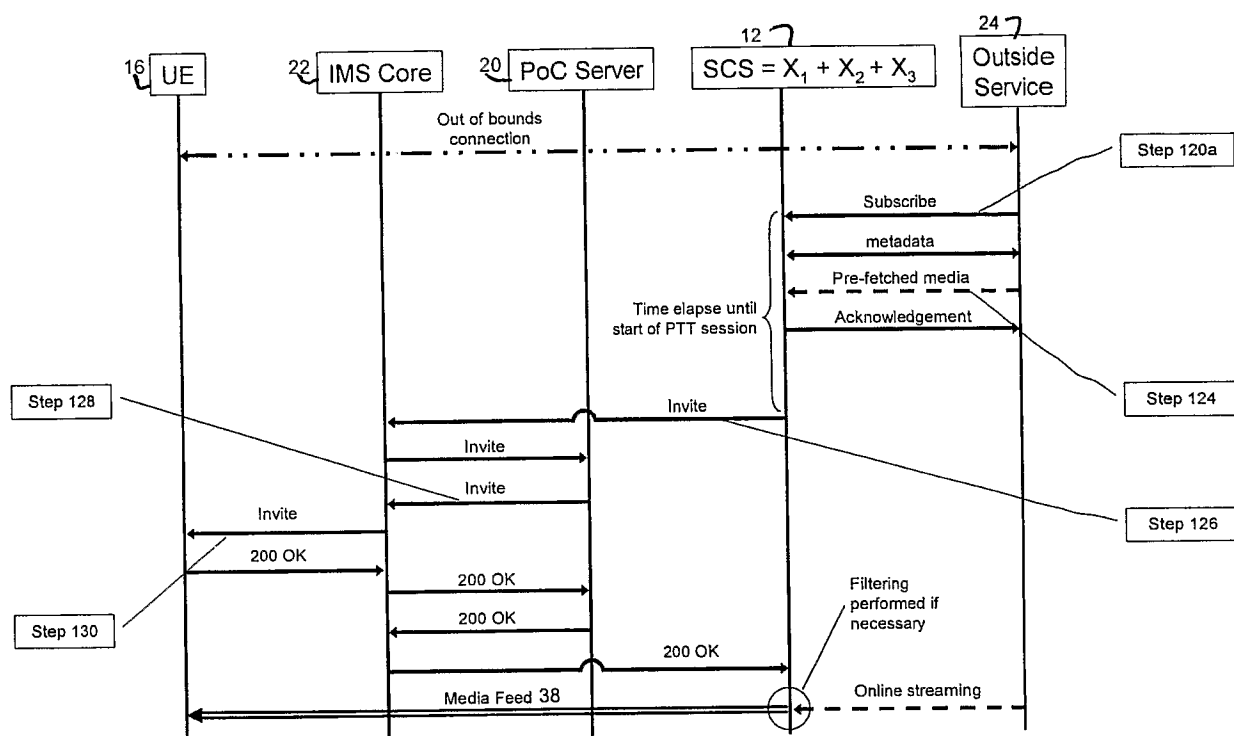 16 UE
22 IMS Core
20 PoC Server
12 SCS = X1 + X2 + X3
24 Outside
Service
Out of bounds
connection
Step 120a
Subscribe
metadata
Pre-fetched media
Time elapse until
start of PTT session
Acknowledgement
Step 128
Step 124
Invite
Invite
Invite
Invite
Step 126
200 OK
200 OK
Filtering
performed if
necessary
Step 130
200 OK
200 OK
Media Feed 38
Online streaming